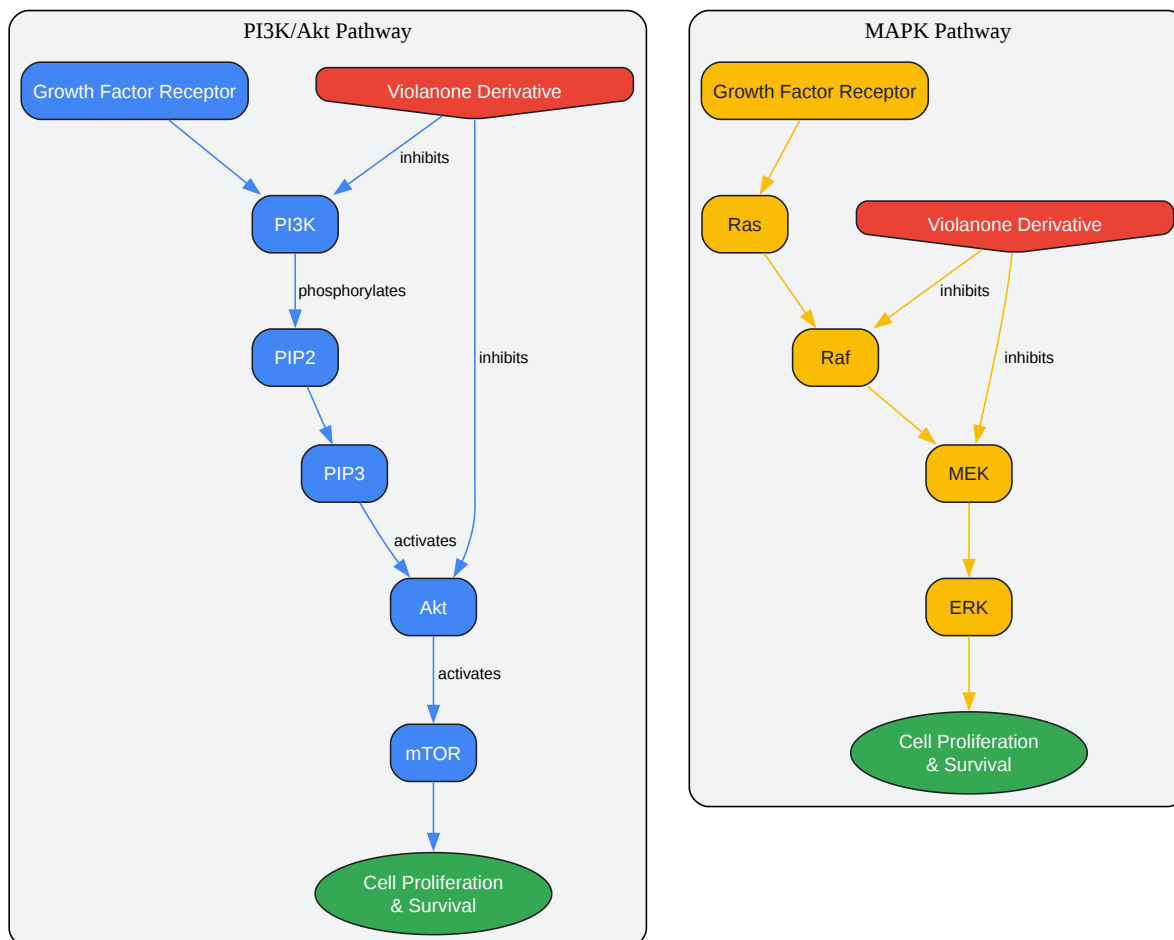 PI3K/Akt Pathway
Growth Factor Receptor
Violanone Derivative
inhibits
PI3K
phosphorylates
PIP2
inhibits
PIP3
activates
Akt
activates
mTOR
Cell Proliferation
& Survival
MAPK Pathway
Growth Factor Receptor
Ras
Violanone Derivative
inhibits
Raf
inhibits
MEK
ERK
Cell Proliferation
& Survival